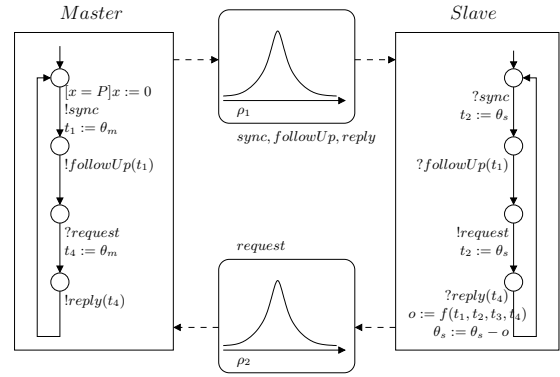 Master
Slave
[x = P]x := 0
!sync
t₁ := θₘ
!followUp(t₁)
?request
t₄ := θₘ
!reply(t₄)
ρ₁
sync, followUp, reply
request
ρ₂
?sync
t₂ := θₛ
?followUp(t₁)
!request
t₂ := θₛ
?reply(t₄)
o := f(t₁, t₂, t₃, t₄)
θₛ := θₛ − o